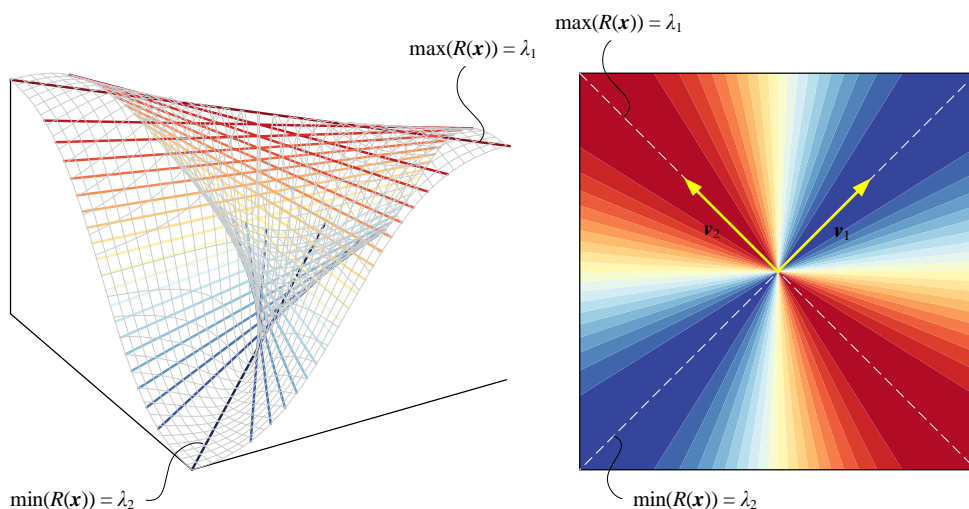 max(R(x)) = λ₁
min(R(x)) = λ₂
max(R(x)) = λ₁
v₂
v₁
min(R(x)) = λ₂